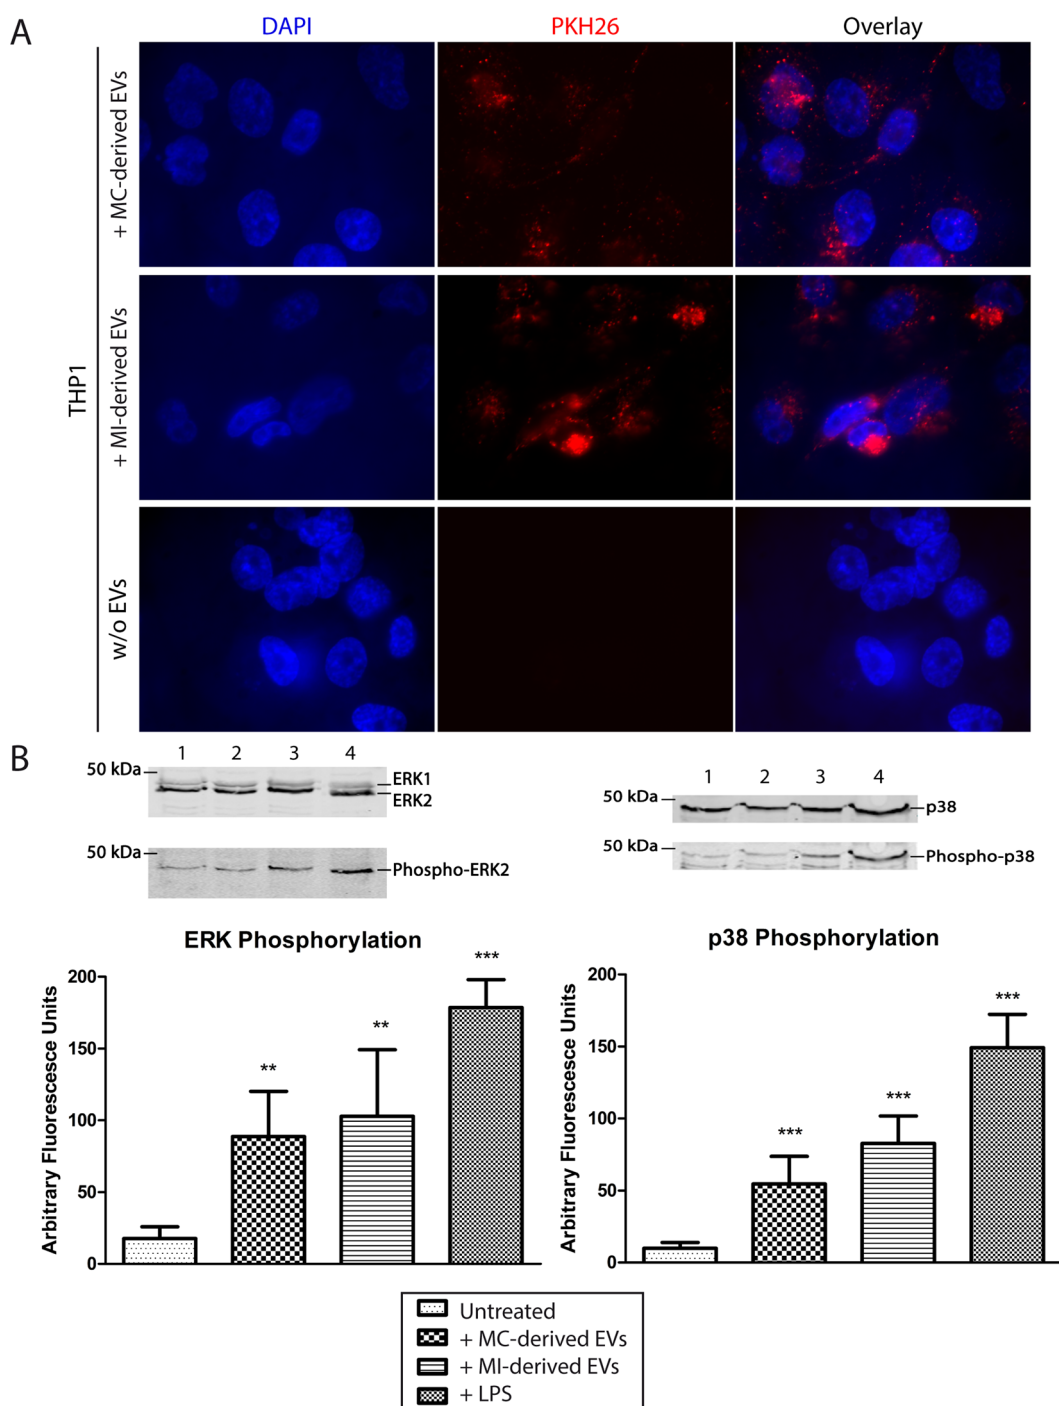 A
DAPI
PKH26
Overlay
THP1
+ MC-derived EVs
+ MI-derived EVs
w/o EVs
B
1 2 3 4
50 kDa
ERK1
ERK2
50 kDa
Phospho-ERK2
1 2 3 4
50 kDa
p38
50 kDa
Phospho-p38
ERK Phosphorylation
Arbitrary Fluorescesce Units
200
150
100
50
0
**
**
***
p38 Phosphorylation
Arbitrary Fluorescesce Units
200
150
100
50
0
***
***
***
Untreated
+ MC-derived EVs
+ MI-derived EVs
+ LPS